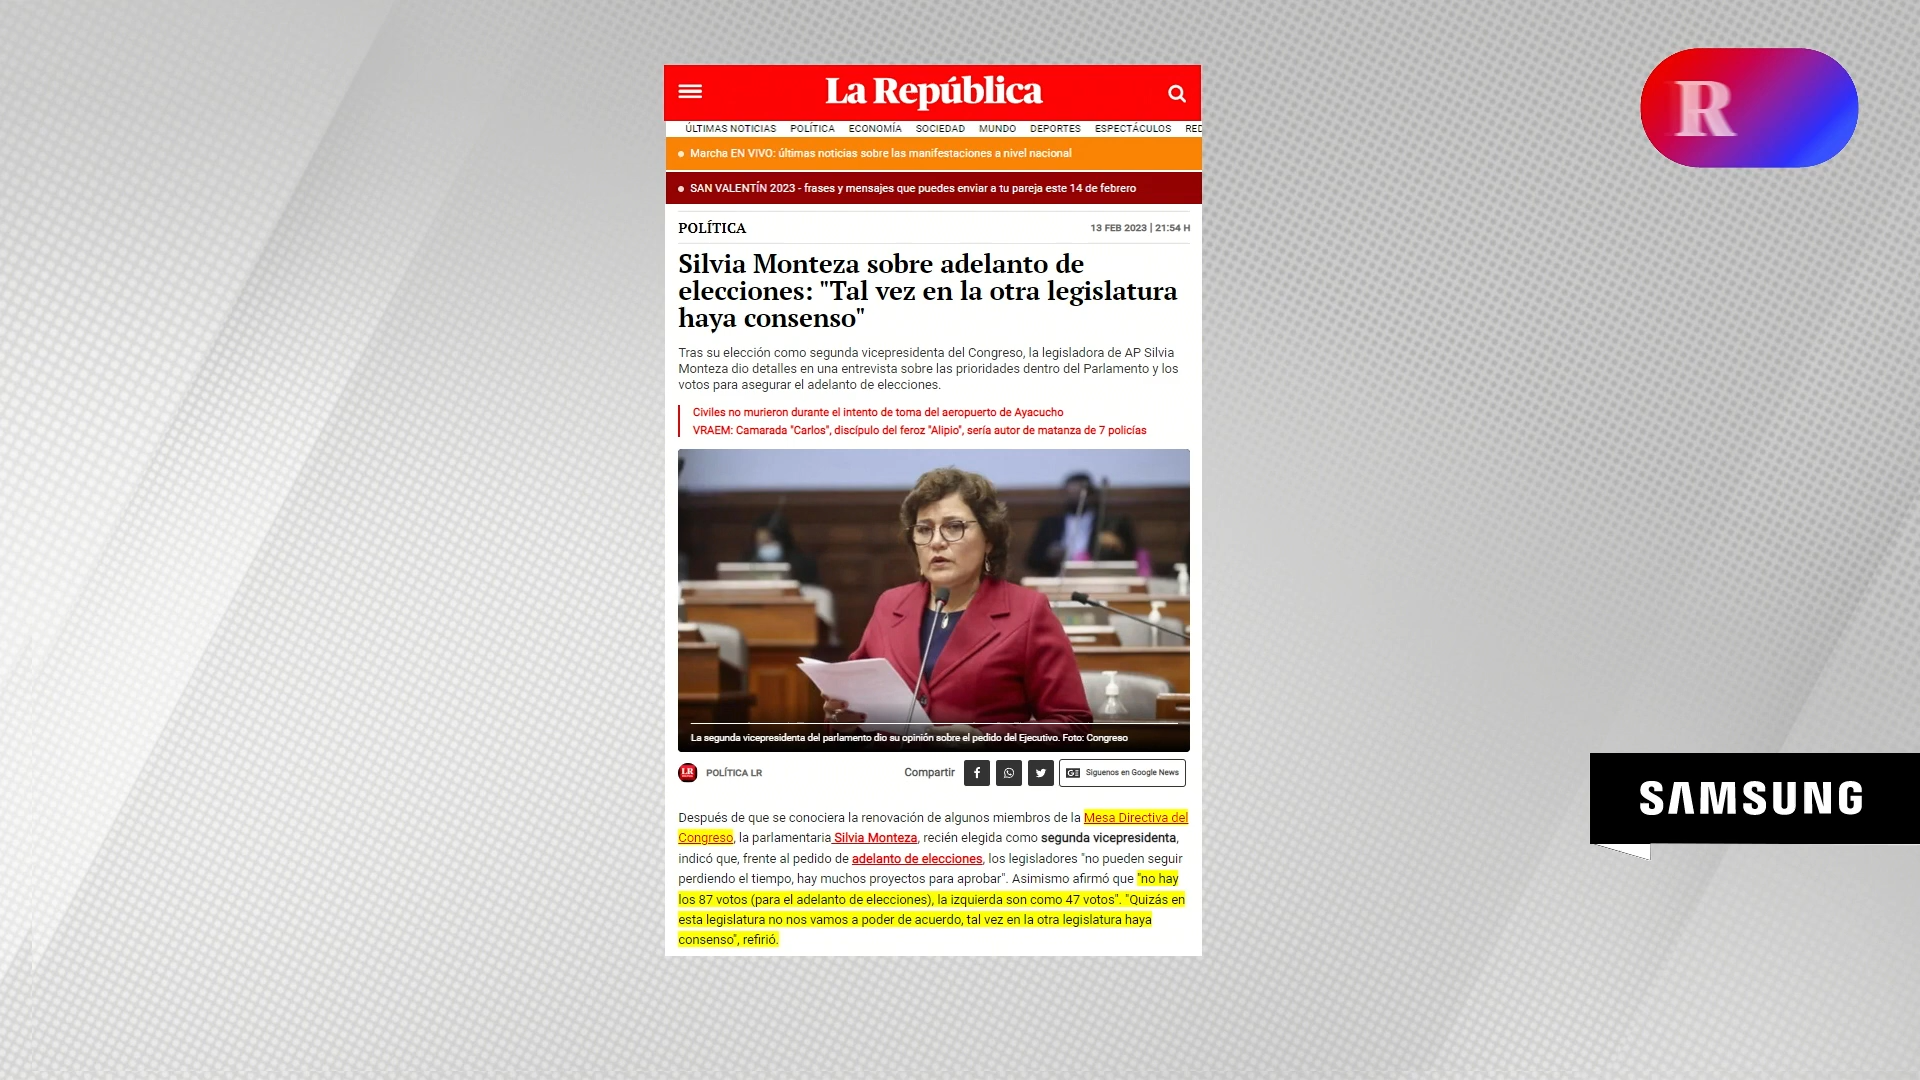 La República
R
ÚLTIMAS NOTICIAS POLÍTICA ECONOMÍA SOCIEDAD MUNDO DEPORTES ESPECTÁCULOS RED
Marcha EN VIVO: últimas noticias sobre las manifestaciones a nivel nacional
SAN VALENTÍN 2023 - frases y mensajes que puedes enviar a tu pareja este 14 de febrero
POLÍTICA 13 FEB 2023 | 21:54 H
Silvia Monteza sobre adelanto de
elecciones: "Tal vez en la otra legislatura
haya consenso"
Tras su elección como segunda vicepresidenta del Congreso, la legisladora de AP Silvia
Monteza dio detalles en una entrevista sobre las prioridades dentro del Parlamento y los
votos para asegurar el adelanto de elecciones.
Civiles no murieron durante el intento de toma del aeropuerto de Ayacucho
VRAEM: Camarada "Carlos", discípulo del feroz "Alipio", sería autor de matanza de 7 policías
La segunda vicepresidenta del parlamento dio su opinión sobre el pedido del Ejecutivo. Foto: Congreso
LR POLÍTICA LR Compartir Síguenos en Google News
SAMSUNG
Después de que se conociera la renovación de algunos miembros de la Mesa Directiva del
Congreso, la parlamentaria Silvia Monteza, recién elegida como segunda vicepresidenta,
indicó que, frente al pedido de adelanto de elecciones, los legisladores "no pueden seguir
perdiendo el tiempo, hay muchos proyectos para aprobar". Asimismo afirmó que "no hay
los 87 votos (para el adelanto de elecciones), la izquierda son como 47 votos". "Quizás en
esta legislatura no nos vamos a poder de acuerdo, tal vez en la otra legislatura haya
consenso", refirió.